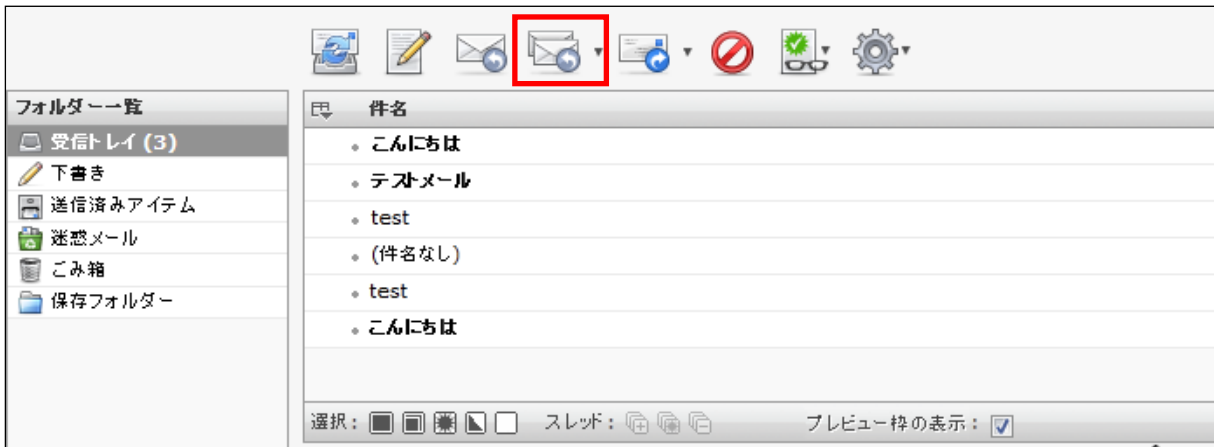 フォルダー一覧
受信トレイ (3)
下書き
送信済みアイテム
迷惑メール
ごみ箱
保存フォルダー
件名
こんにちは
テストメール
test
(件名なし)
test
こんにちは
選択: スレッド: プレビュー枠の表示: